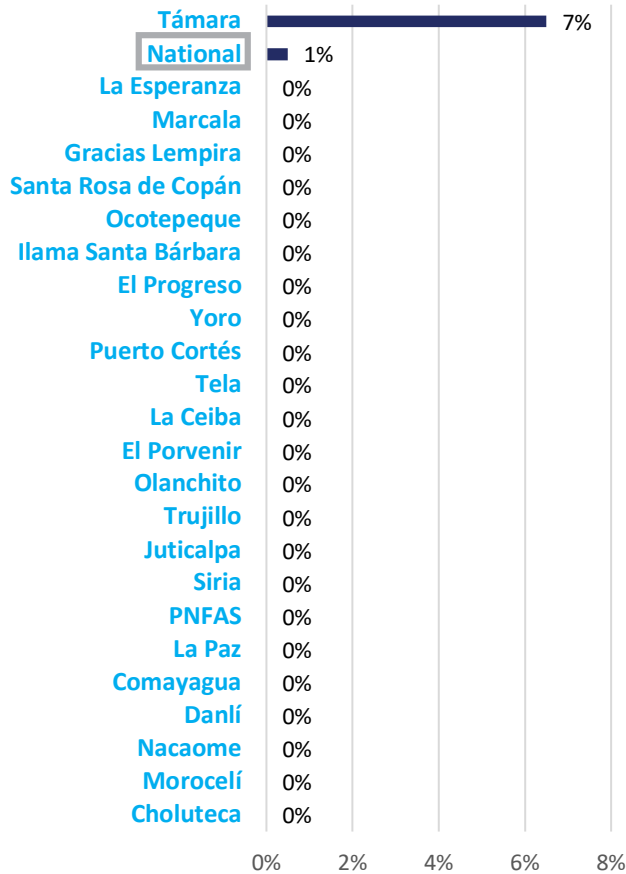 Támara 7%
National 1%
La Esperanza 0%
Marcala 0%
Gracias Lempira 0%
Santa Rosa de Copán 0%
Ocotepeque 0%
Ilama Santa Bárbara 0%
El Progreso 0%
Yoro 0%
Puerto Cortés 0%
Tela 0%
La Ceiba 0%
El Porvenir 0%
Olanchito 0%
Trujillo 0%
Juticalpa 0%
Siria 0%
PNFAS 0%
La Paz 0%
Comayagua 0%
Danlí 0%
Nacaome 0%
Morocelí 0%
Choluteca 0%
0% 2% 4% 6% 8%